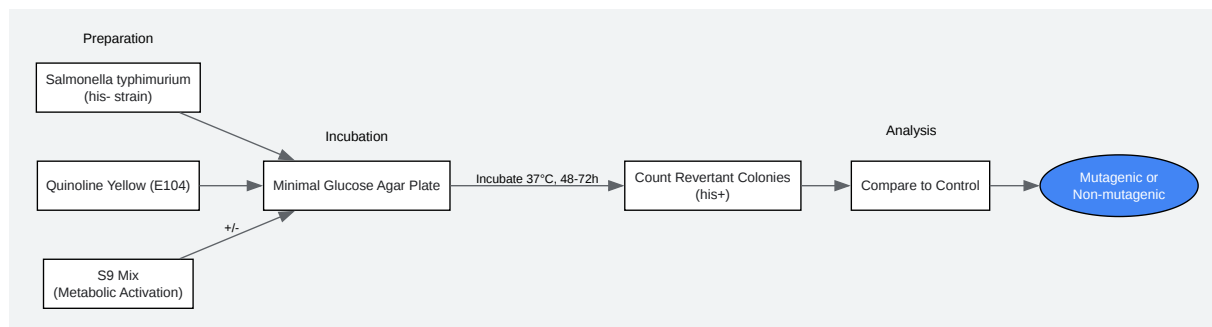 Preparation
Salmonella typhimurium
(his- strain)
Quinoline Yellow (E104)
S9 Mix
(Metabolic Activation)
+/-
Incubation
Minimal Glucose Agar Plate
Incubate 37°C, 48-72h
Count Revertant Colonies
(his+)
Analysis
Compare to Control
Mutagenic or
Non-mutagenic